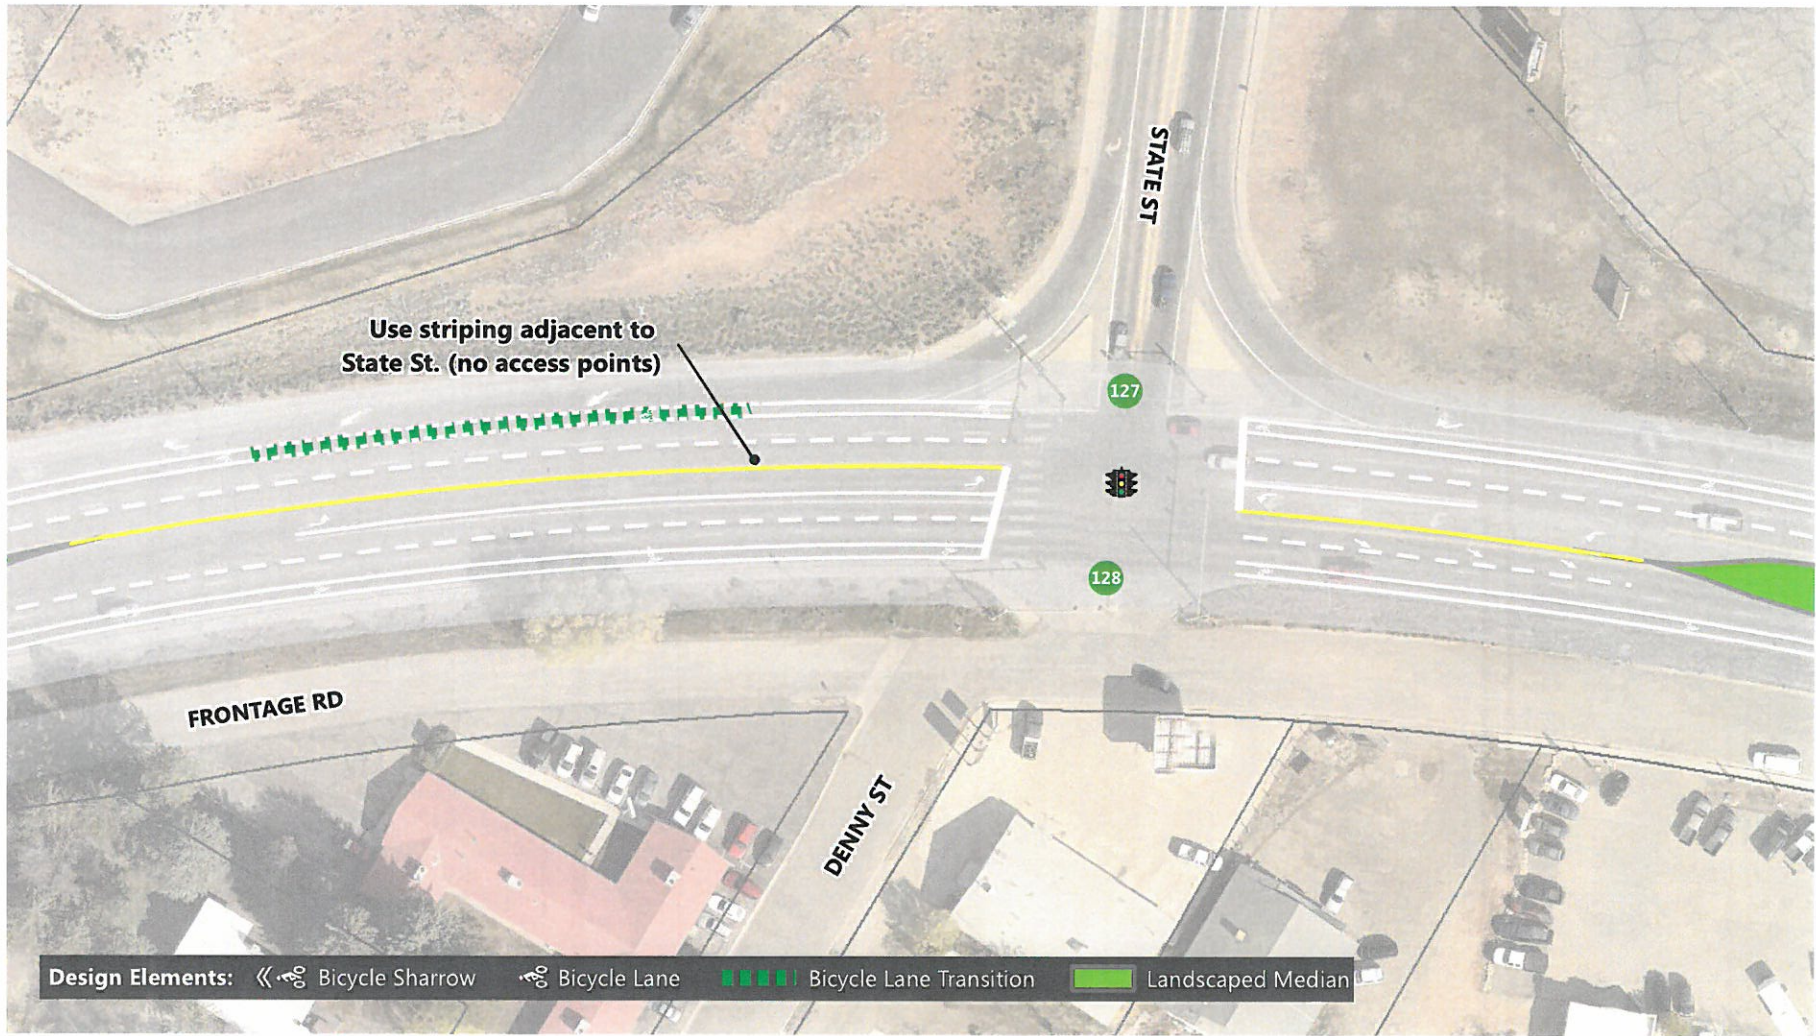 STATE ST
Use striping adjacent to
State St. (no access points)
127
128
FRONTAGE RD
DENNY ST
Design Elements: Bicycle Sharrow Bicycle Lane Bicycle Lane Transition Landscaped Median